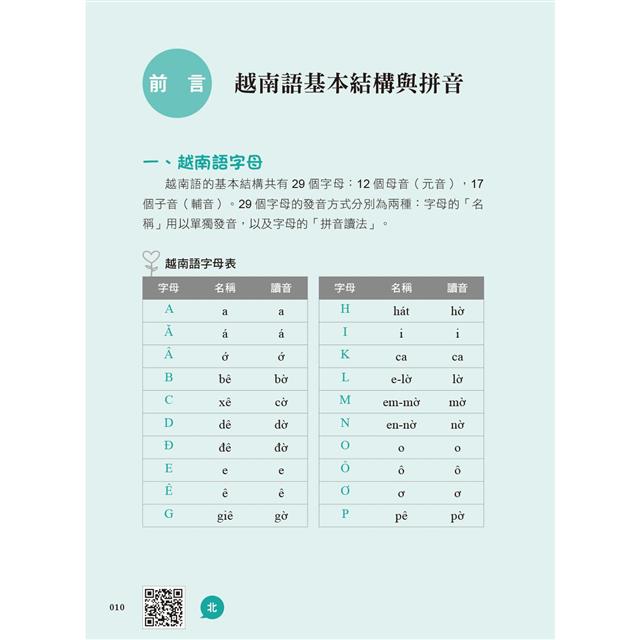 前言
越南語基本結構與拼音
一、越南語字母
越南語的基本結構共有 29 個字母：12 個母音（元音），17
個子音（輔音）。29 個字母的發音方式分別為兩種：字母的「名
稱」用以單獨發音，以及字母的「拼音讀法」。
越南語字母表
字母 名稱 讀音
A a a
Ă á á
Â ớ ớ
B bê bờ
C xê cờ
D dê dờ
Đ đê đờ
E e e
Ê ê ê
G giê gờ
字母 名稱 讀音
H hát hờ
I i i
K ca ca
L e-lờ lờ
M em-mờ mờ
N en-nờ nờ
O o o
Ô ô ô
Ơ ơ ơ
P pê pờ
010
北